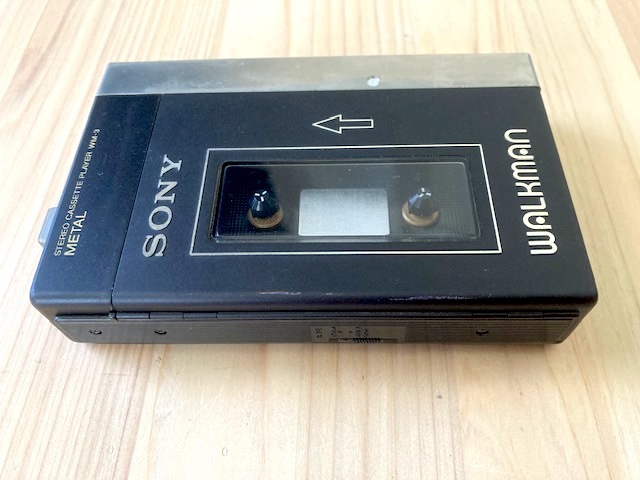 STEREO CASSETTE PLAYER WM-3
METAL
SONY
WALKMAN